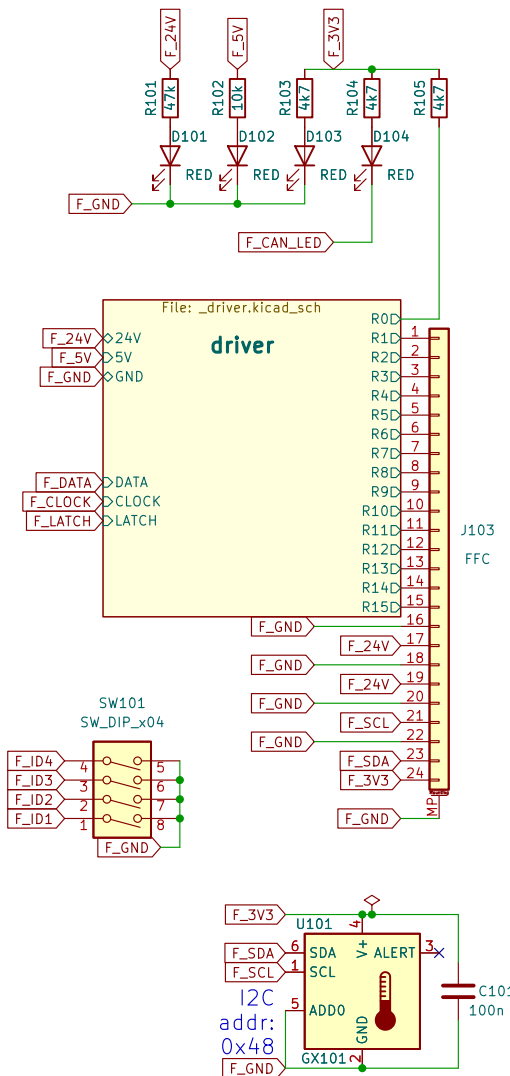 F_24V
F_5V
F_3V3
R101
47k
R102
10k
R103
4k7
R104
4k7
R105
4k7
D101
D102
D103
D104
RED
RED
RED
RED
F_GND
F_CAN_LED
File: _driver.kicad_sch
driver
F_24V
24V
F_5V
5V
F_GND
GND
F_DATA
DATA
F_CLOCK
CLOCK
F_LATCH
LATCH
R0
R1
1
R2
2
R3
3
R4
4
R5
5
R6
6
R7
7
R8
8
R9
9
R10
10
R11
11
R12
12
R13
13
R14
14
R15
15
J103
FFC
F_GND
16
F_24V
17
F_GND
18
F_24V
19
F_GND
20
F_SCL
21
F_GND
22
F_SDA
23
F_3V3
24
MP
F_GND
SW101
SW_DIP_x04
F_ID4
4
5
F_ID3
3
6
F_ID2
2
7
F_ID1
1
8
F_GND
F_3V3
U101
4
V+
F_SDA
6
SDA
ALERT
3
F_SCL
1
SCL
5
ADD0
GND
2
C101
100n
I2C
addr:
0x48
GX101
F_GND